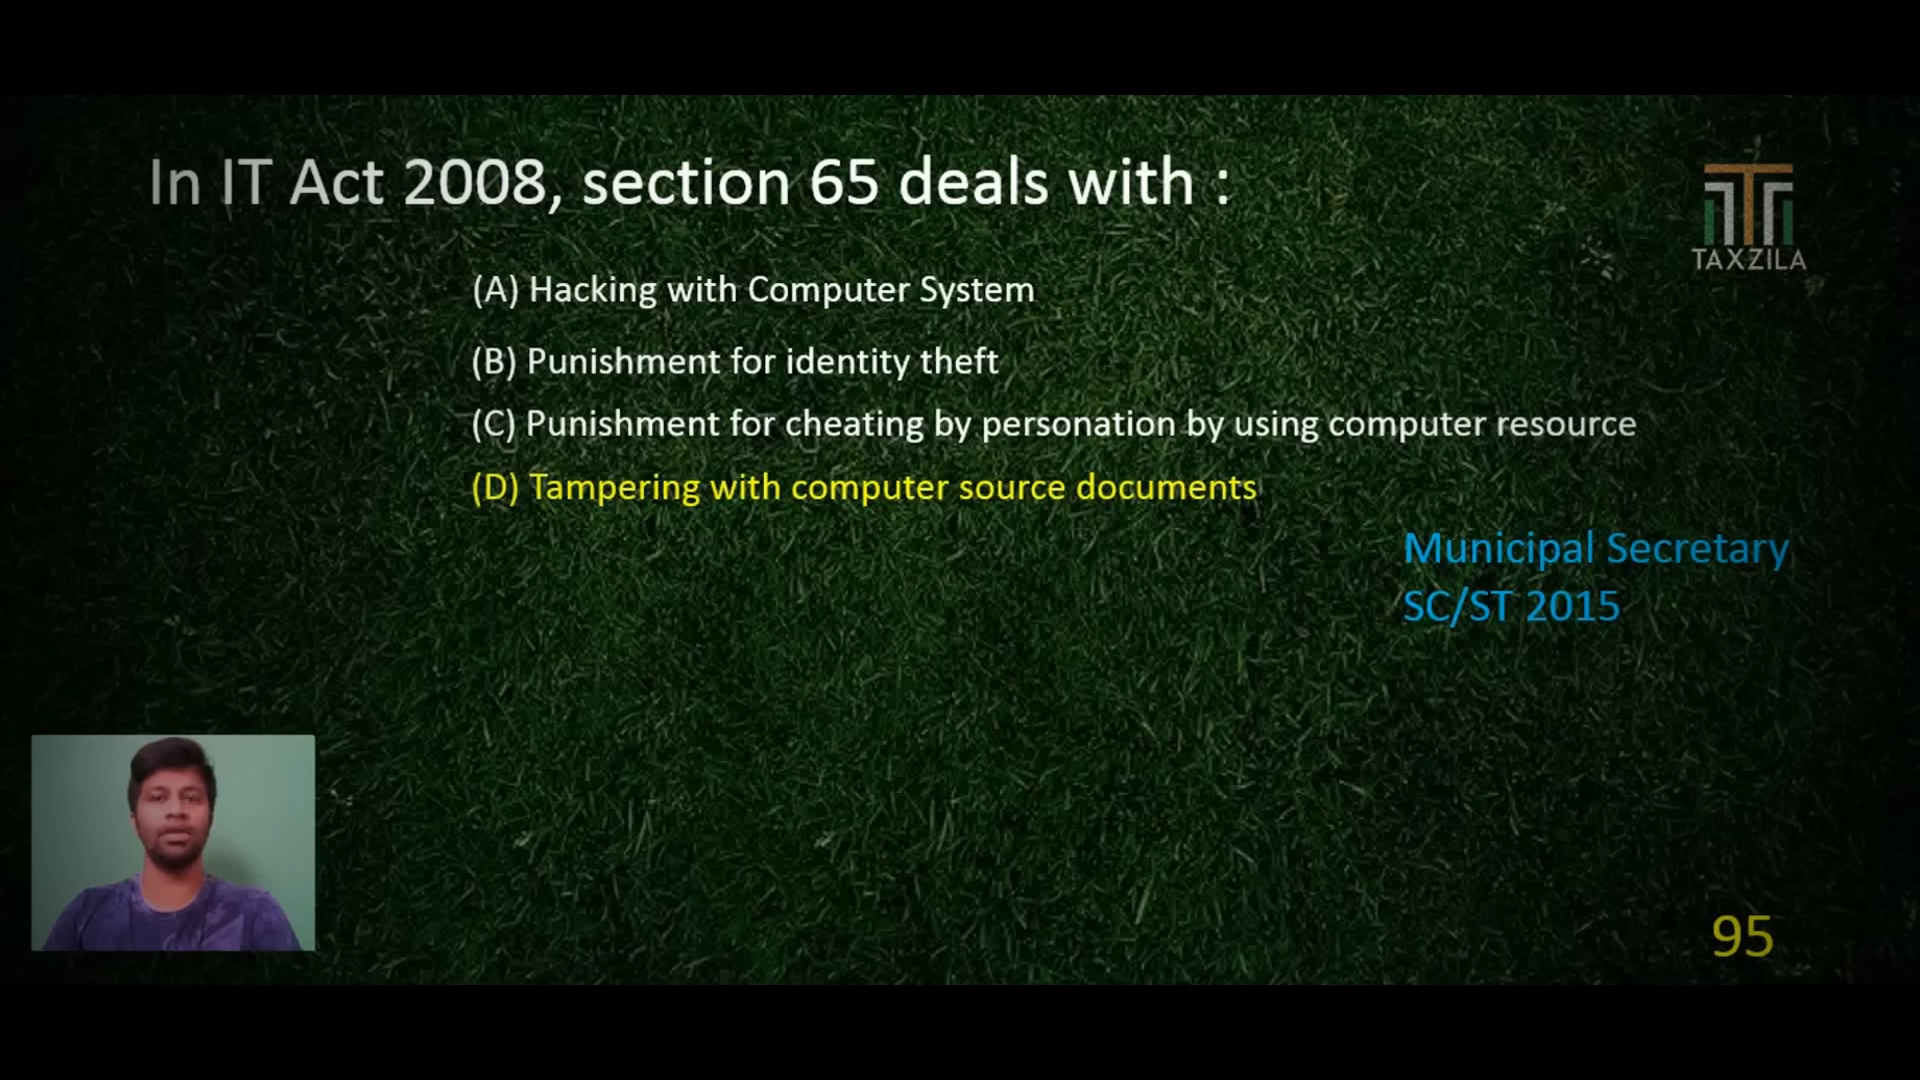 In IT Act 2008, section 65 deals with :
TAXZILA
(A) Hacking with Computer System
(B) Punishment for identity theft
(C) Punishment for cheating by personation by using computer resource
(D) Tampering with computer source documents
Municipal Secretary
SC/ST 2015
95